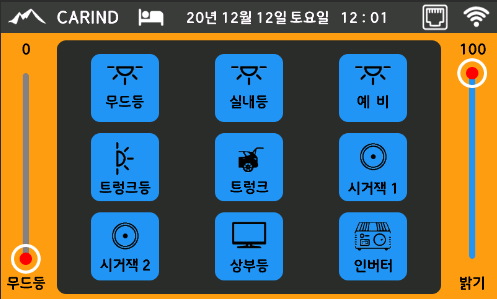 CARIND 20년 12월 12일 토요일 12 : 01
0
100
무드등 실내등 예 비
트렁크등 트렁크 시거잭 1
시거잭 2 상부등 인버터
무드등
밝기